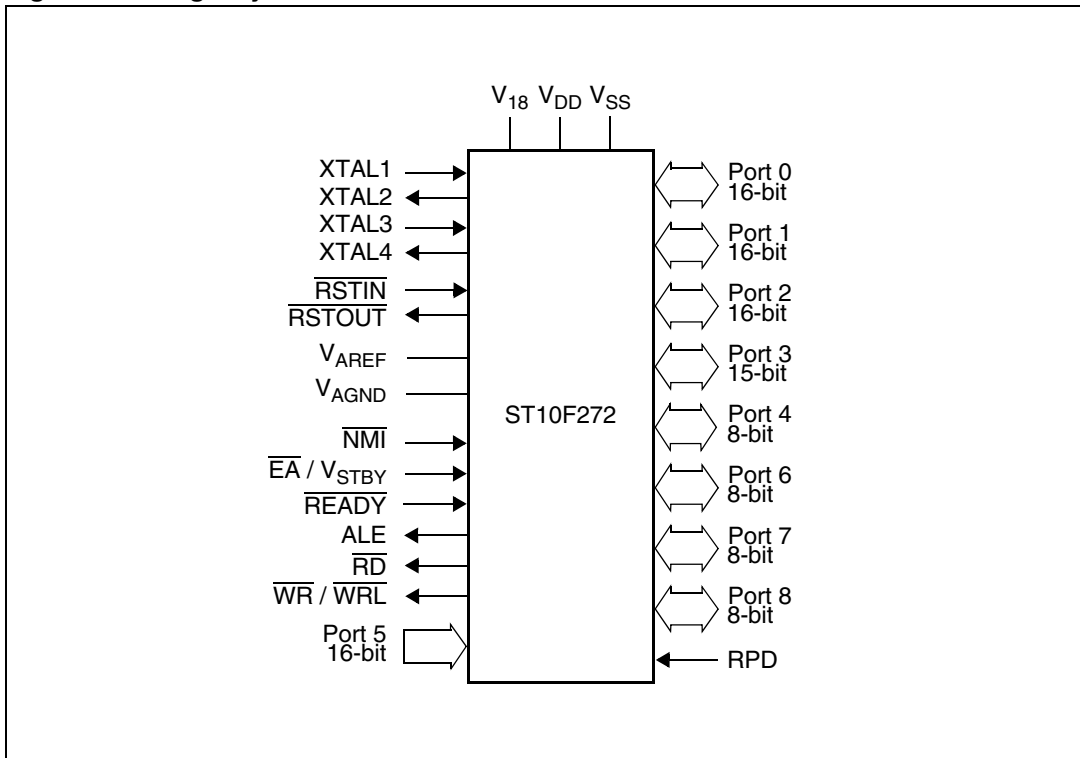 V18 VDD VSS
XTAL1
XTAL2
XTAL3
XTAL4
RSTIN
RSTOUT
VAREF
VAGND
NMI
EA / VSTBY
READY
ALE
RD
WR / WRL
Port 5
16-bit
ST10F272
Port 0
16-bit
Port 1
16-bit
Port 2
16-bit
Port 3
15-bit
Port 4
8-bit
Port 6
8-bit
Port 7
8-bit
Port 8
8-bit
RPD